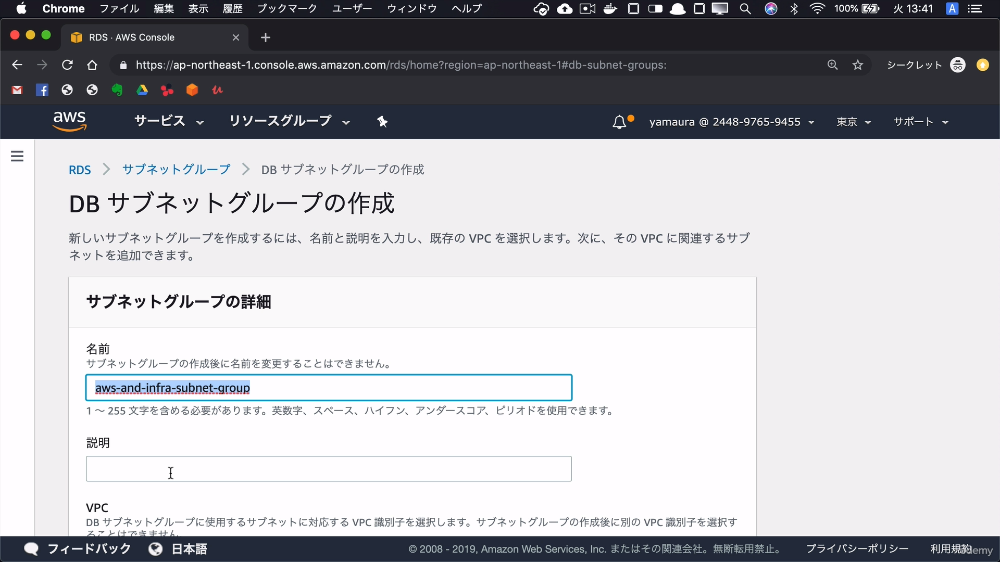 Chrome ファイル 編集 表示 履歴 ブックマーク ユーザー ウィンドウ ヘルプ 100% 火 13:41 A
RDS · AWS Console
https://ap-northeast-1.console.aws.amazon.com/rds/home?region=ap-northeast-1#db-subnet-groups: シークレット
aws サービス リソースグループ yamaura @ 2448-9765-9455 東京 サポート
RDS サブネットグループ DB サブネットグループの作成
DB サブネットグループの作成
新しいサブネットグループを作成するには、名前と説明を入力し、既存の VPC を選択します。次に、その VPC に関連するサブ
ネットを追加できます。
サブネットグループの詳細
名前
サブネットグループの作成後に名前を変更することはできません。
aws-and-infra-subnet-group
1 〜 255 文字を含める必要があります。英数字、スペース、ハイフン、アンダースコア、ピリオドを使用できます。
説明
VPC
DB サブネットグループに使用するサブネットに対応する VPC 識別子を選択します。サブネットグループの作成後に別の VPC 識別子を選択す
ることはできません。
フィードバック 日本語 © 2008 - 2019, Amazon Web Services, Inc. またはその関連会社。無断転用禁止。 プライバシーポリシー 利用規約
udemy